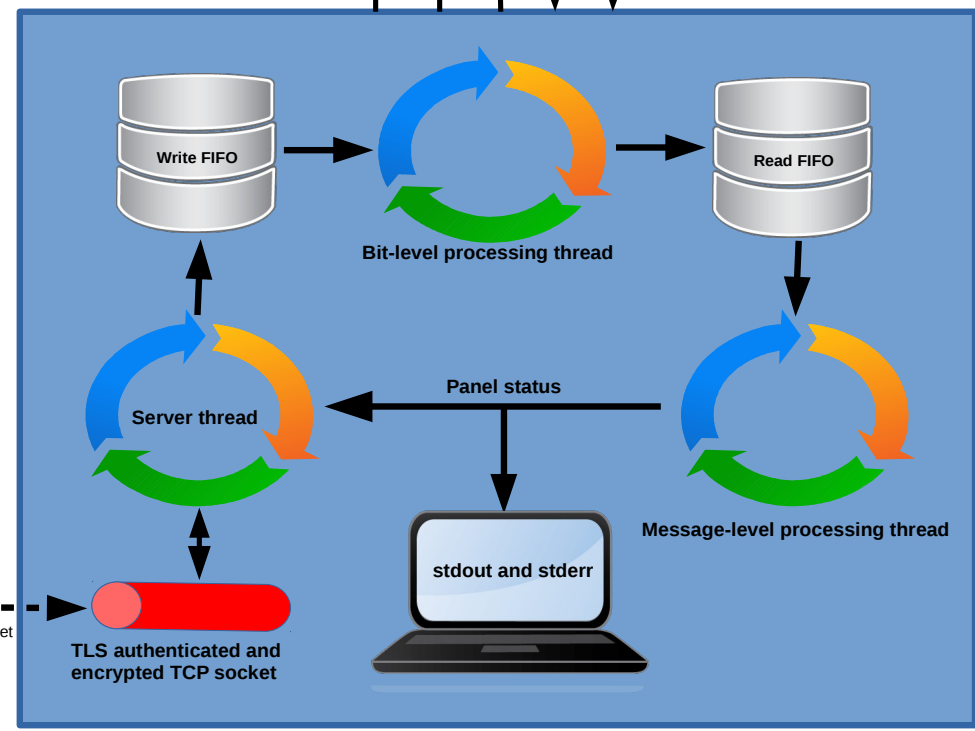 Write FIFO
Read FIFO
Bit-level processing thread
Panel status
Server thread
stdout and stderr
Message-level processing thread
et
TLS authenticated and
encrypted TCP socket